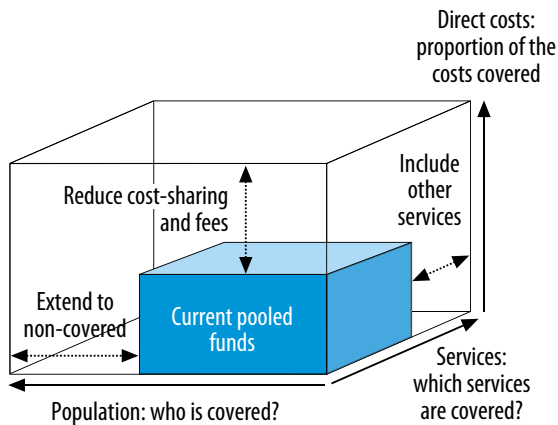 Direct costs:
proportion of the
costs covered
Include
other
services
Reduce cost-sharing
and fees
Extend to
non-covered
Current pooled
funds
Services:
which services
are covered?
Population: who is covered?